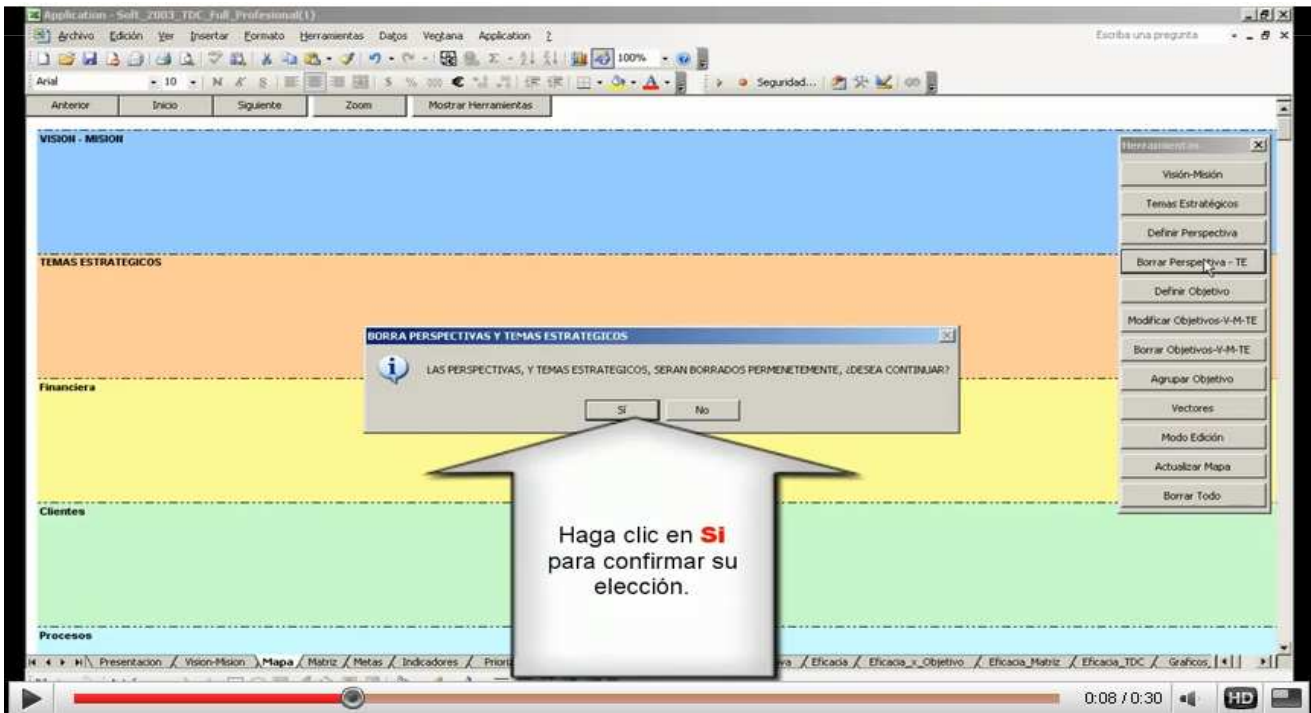 Application - Soft_2003_TDC_Full_Profesional(1)
Archivo Edición Ver Insertar Formato Herramientas Datos Ventana Application ?
Escriba una pregunta
100%
Arial 10 N K S
$ % 000 €
Seguridad...
Anterior Inicio Siguiente Zoom Mostrar Herramientas
VISION - MISION
Herramientas
Visión-Misión
Temas Estratégicos
Definir Perspectiva
TEMAS ESTRATEGICOS
Borrar Perspectiva - TE
Definir Objetivo
Modificar Objetivos-V-M-TE
BORRA PERSPECTIVAS Y TEMAS ESTRATEGICOS
Borrar Objetivos-V-M-TE
LAS PERSPECTIVAS, Y TEMAS ESTRATEGICOS, SERAN BORRADOS PERMENETEMENTE, ¿DESEA CONTINUAR?
Financiera
Agrupar Objetivo
Sí No
Vectores
Modo Edición
Actualizar Mapa
Borrar Todo
Clientes
Haga clic en Si
para confirmar su
elección.
Procesos
Presentacion / Vision-Mision / Mapa / Matriz / Metas / Indicadores / Prioriz
va / Eficacia / Eficacia_x_Objetivo / Eficacia_Matriz / Eficacia_TDC / Graficos_
0:08 / 0:30 HD